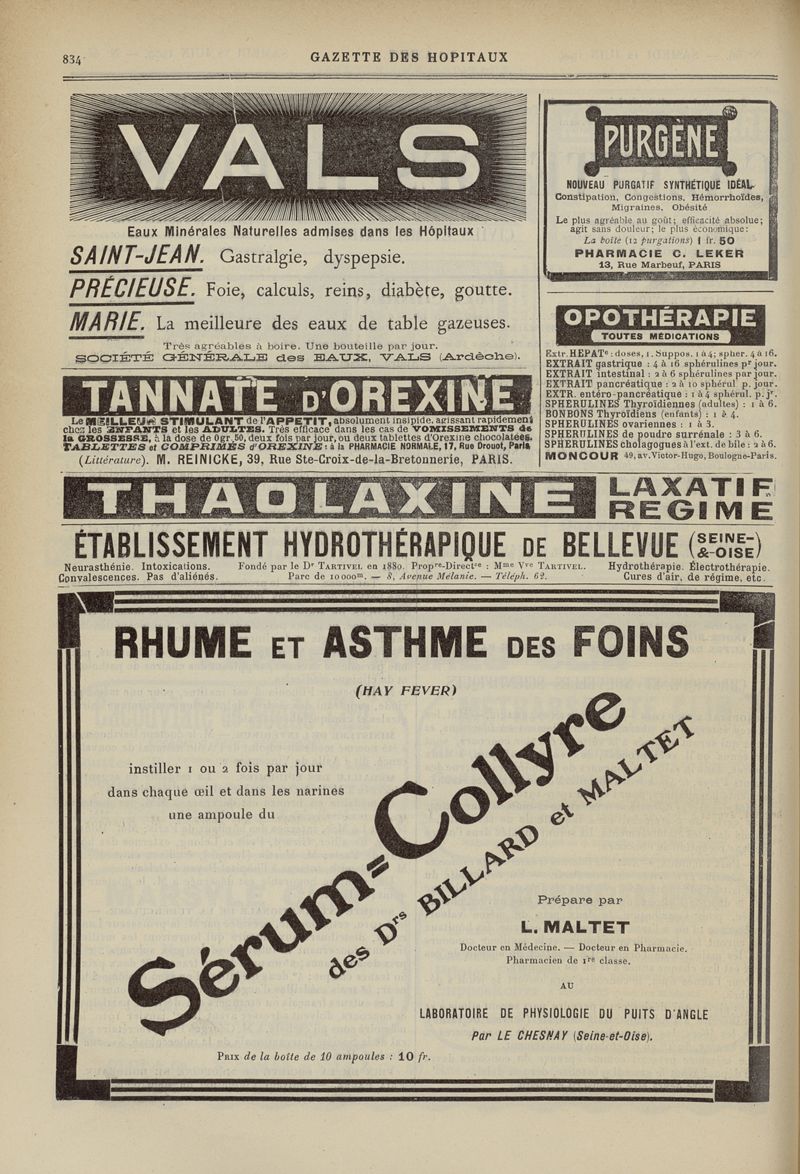 834
GAZETTE DES HOPITAUX
VALS
Eaux Minérales Naturelles admises dans les Hôpitaux
SAINT-JEAN. Gastralgie, dyspepsie.
PRÉCIEUSE. Foie, calculs, reins, diabète, goutte.
MARIE. La meilleure des eaux de table gazeuses.
Très agréables à boire. Une bouteille par jour.
SOCIÉTÉ GÉNÉRALE des EAUX, VALS (Ardèche).
PURGÈNE
NOUVEAU PURGATIF SYNTHÉTIQUE IDÉAL
Constipation, Congestions, Hémorrhoïdes,
Migraines, Obésité
Le plus agréable au goût; efficacité absolue;
agit sans douleur; le plus économique:
La boîte (12 purgations) 1 fr. 50
PHARMACIE C. LEKER
13, Rue Marbeuf, PARIS
OPOTHÉRAPIE
TOUTES MÉDICATIONS
Extr. HEPATe : doses, 1. Suppos. 1 à 4; spher. 4 à 16.
EXTRAIT gastrique : 4 à 16 sphérulines pr jour.
EXTRAIT intestinal : 2 à 6 sphérulines par jour.
EXTRAIT pancréatique : 2 à 10 sphérul. p. jour.
EXTR. entéro-pancréatique : 1 à 4 sphérul. p. jr.
SPHERULINES Thyroïdiennes (adultes) : 1 à 6.
BONBONS Thyroïdiens (enfants) : 1 à 4.
SPHERULINES ovariennes : 1 à 3.
SPHERULINES de poudre surrénale : 3 à 6.
SPHERULINES cholagogues à l'ext. de bile : 2 à 6.
MONCOUR 49, av. Victor-Hugo, Boulogne-Paris.
TANNATE D'OREXINE
Le MEILLEUR STIMULANT de l'APPETIT, absolument insipide, agissant rapidement
chez les ENFANTS et les ADULTES. Très efficace dans les cas de VOMISSEMENTS de
la GROSSESSE, à la dose de 0gr,50, deux fois par jour, ou deux tablettes d'Orexine chocolatées.
TABLETTES et COMPRIMÉS d'OREXINE : à la PHARMACIE NORMALE, 17, Rue Drouot, Paris
(Littérature). M. REINICKE, 39, Rue Ste-Croix-de-la-Bretonnerie, PARIS.
THAOLAXINE LAXATIF
REGIME
ÉTABLISSEMENT HYDROTHÉRAPIQUE DE BELLEVUE (SEINE-&-OISE)
Neurasthénie. Intoxications. Fondé par le Dr TARTIVEL en 1880. Propre-Directce : Mme Vve TARTIVEL. Hydrothérapie. Électrothérapie.
Convalescences. Pas d'aliénés. Parc de 10000m. — 8, Avenue Mélanie. — Téléph. 62. Cures d'air, de régime, etc.
RHUME ET ASTHME DES FOINS
(HAY FEVER)
instiller 1 ou 2 fois par jour
dans chaque œil et dans les narines
une ampoule du
Sérum-Collyre
des Drs BILLARD et MALTET
Prépare par
L. MALTET
Docteur en Médecine. — Docteur en Pharmacie.
Pharmacien de 1re classe.
AU
LABORATOIRE DE PHYSIOLOGIE DU PUITS D'ANGLE
Par LE CHESNAY (Seine-et-Oise).
PRIX de la boîte de 10 ampoules : 10 fr.